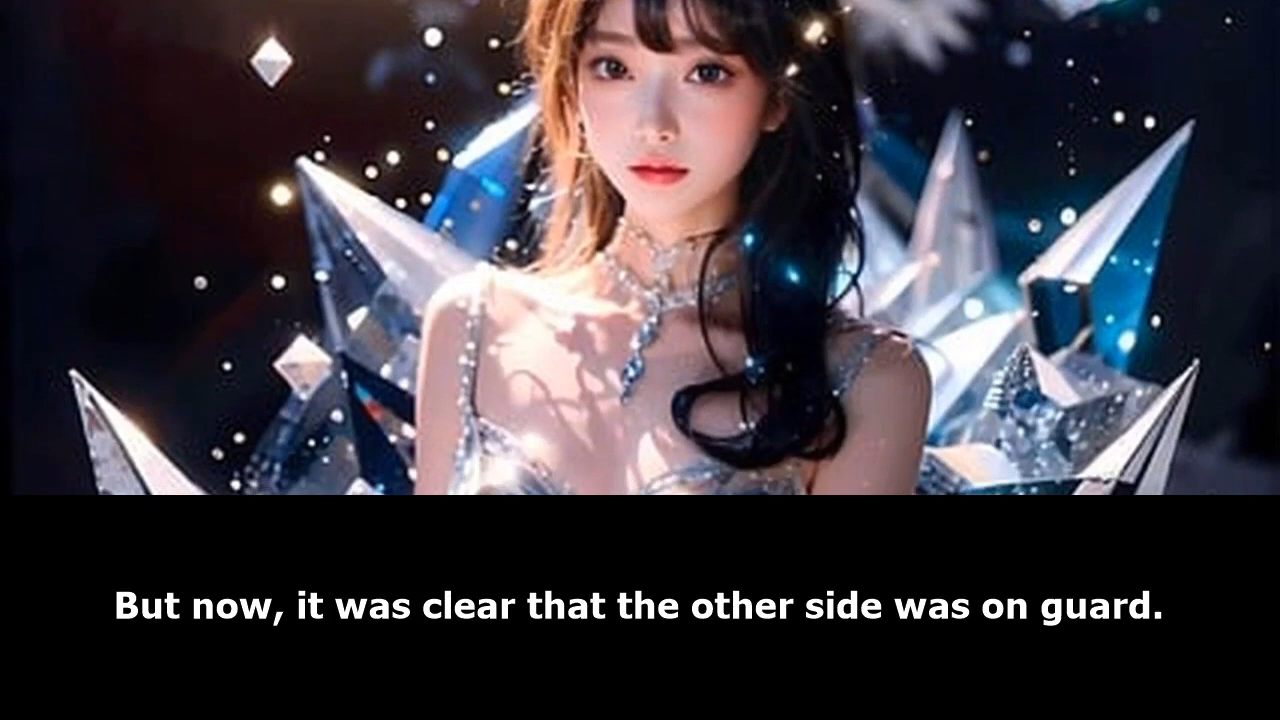 But now, it was clear that the other side was on guard.